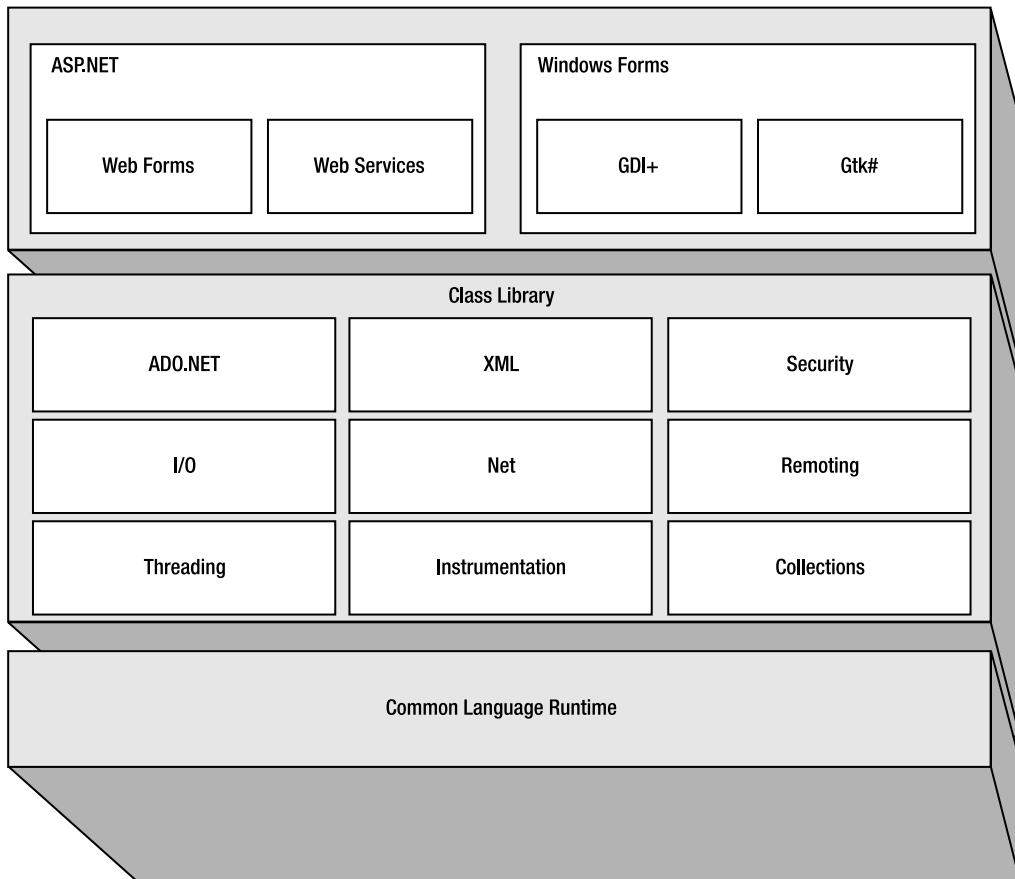 ASP.NET
Windows Forms
Web Forms
Web Services
GDI+
Gtk#
Class Library
ADO.NET
XML
Security
I/O
Net
Remoting
Threading
Instrumentation
Collections
Common Language Runtime